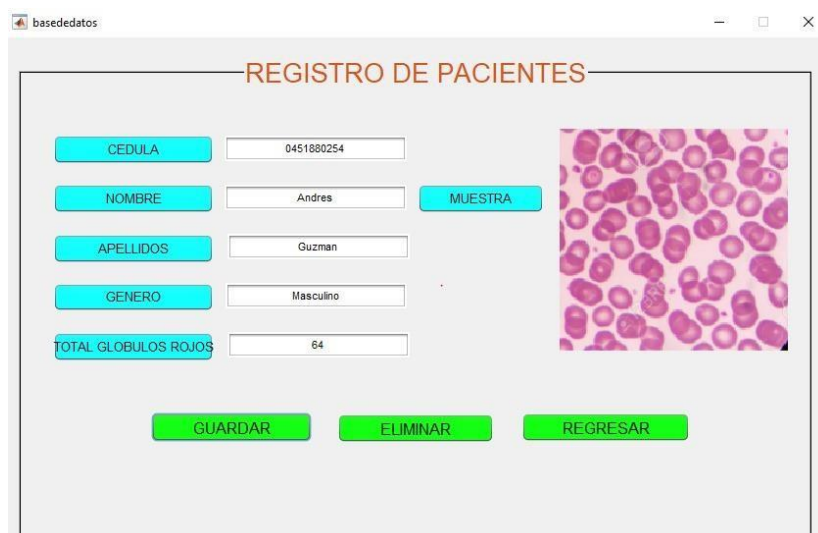 basededatos
REGISTRO DE PACIENTES
CEDULA 0451880254
NOMBRE Andres MUESTRA
APELLIDOS Guzman
GENERO Masculino
TOTAL GLOBULOS ROJOS 64
GUARDAR ELIMINAR REGRESAR